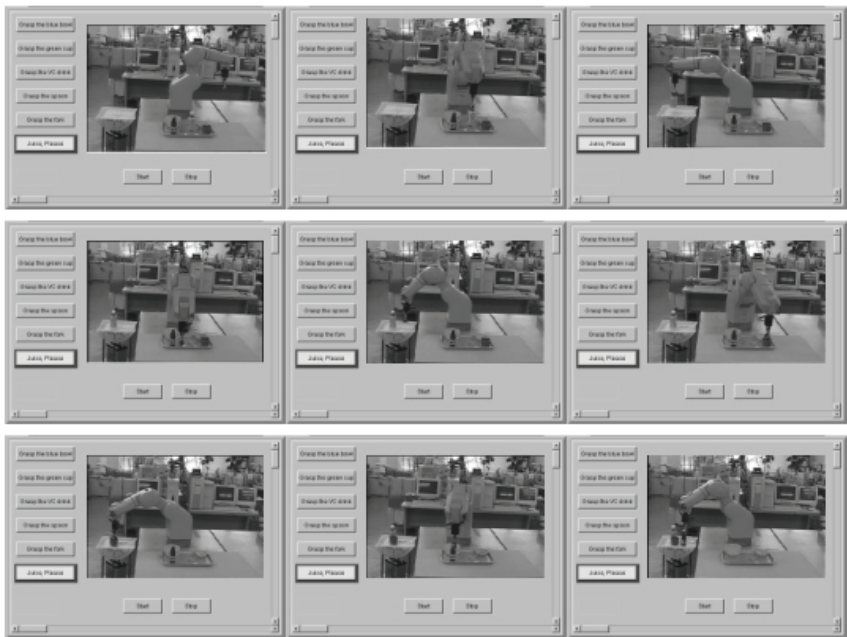 Grasp the blue bowl
Grasp the green cup
Grasp the VC drink
Grasp the spoon
Grasp the fork
Juice, Please
Start Stop
Grasp the blue bowl
Grasp the green cup
Grasp the VC drink
Grasp the spoon
Grasp the fork
Juice, Please
Start Stop
Grasp the blue bowl
Grasp the green cup
Grasp the VC drink
Grasp the spoon
Grasp the fork
Juice, Please
Start Stop
Grasp the blue bowl
Grasp the green cup
Grasp the VC drink
Grasp the spoon
Grasp the fork
Juice, Please
Start Stop
Grasp the blue bowl
Grasp the green cup
Grasp the VC drink
Grasp the spoon
Grasp the fork
Juice, Please
Start Stop
Grasp the blue bowl
Grasp the green cup
Grasp the VC drink
Grasp the spoon
Grasp the fork
Juice, Please
Start Stop
Grasp the blue bowl
Grasp the green cup
Grasp the VC drink
Grasp the spoon
Grasp the fork
Juice, Please
Start Stop
Grasp the blue bowl
Grasp the green cup
Grasp the VC drink
Grasp the spoon
Grasp the fork
Juice, Please
Start Stop
Grasp the blue bowl
Grasp the green cup
Grasp the VC drink
Grasp the spoon
Grasp the fork
Juice, Please
Start Stop